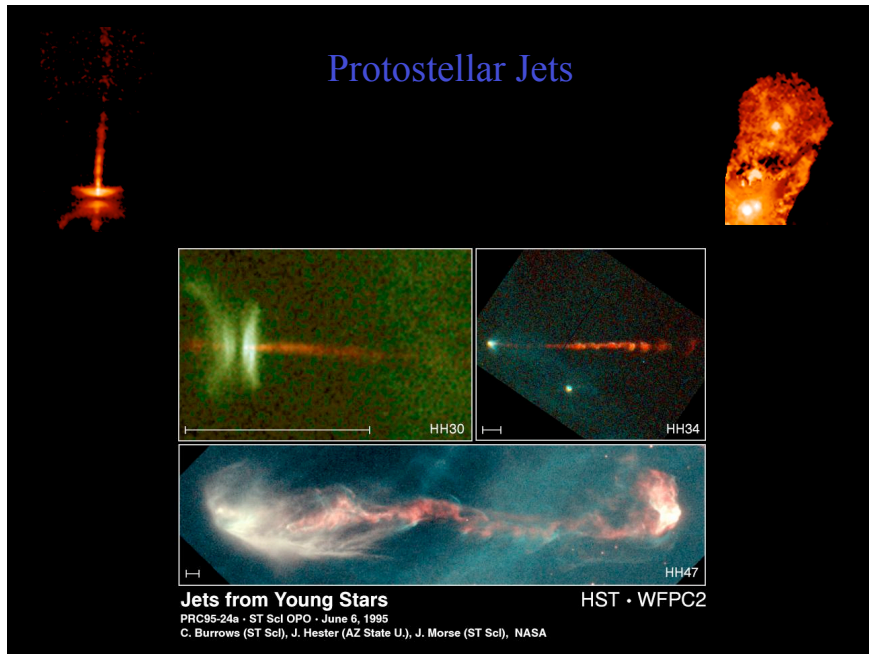 Protostellar Jets
HH30
HH34
HH47
Jets from Young Stars
HST · WFPC2
PRC95-24a · ST ScI OPO · June 6, 1995
C. Burrows (ST ScI), J. Hester (AZ State U.), J. Morse (ST ScI), NASA